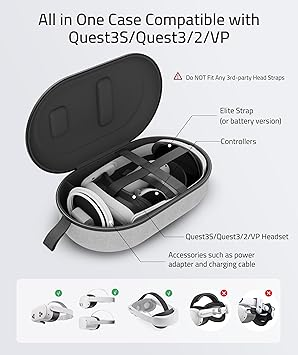 All in One Case Compatible with
Quest3S/Quest3/2/VP
Do NOT Fit Any 3rd-party Head Straps
Elite Strap
(or battery version)
Controllers
Quest3S/Quest3/2/VP Headset
Accessories such as power
adapter and charging cable